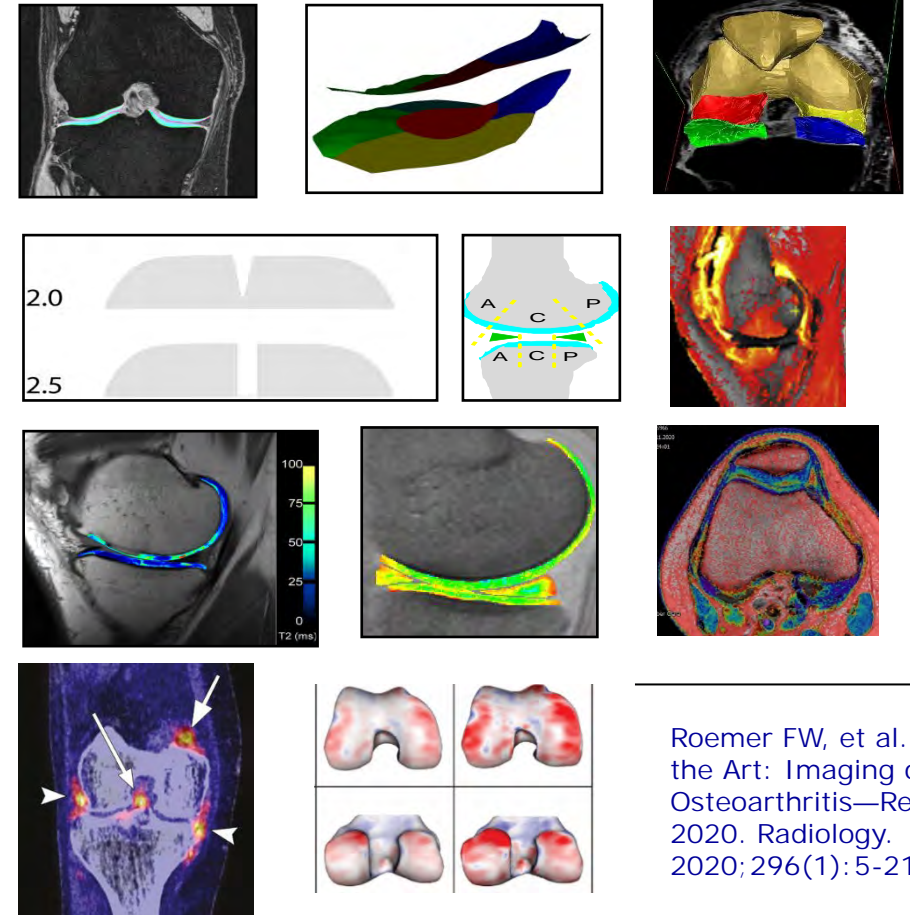 2.0
2.5
A C P
A C P
100
75
50
25
0
T2 (ms)
Roemer FW, et al.
the Art: Imaging o
Osteoarthritis—Re
2020. Radiology.
2020;296(1):5-21